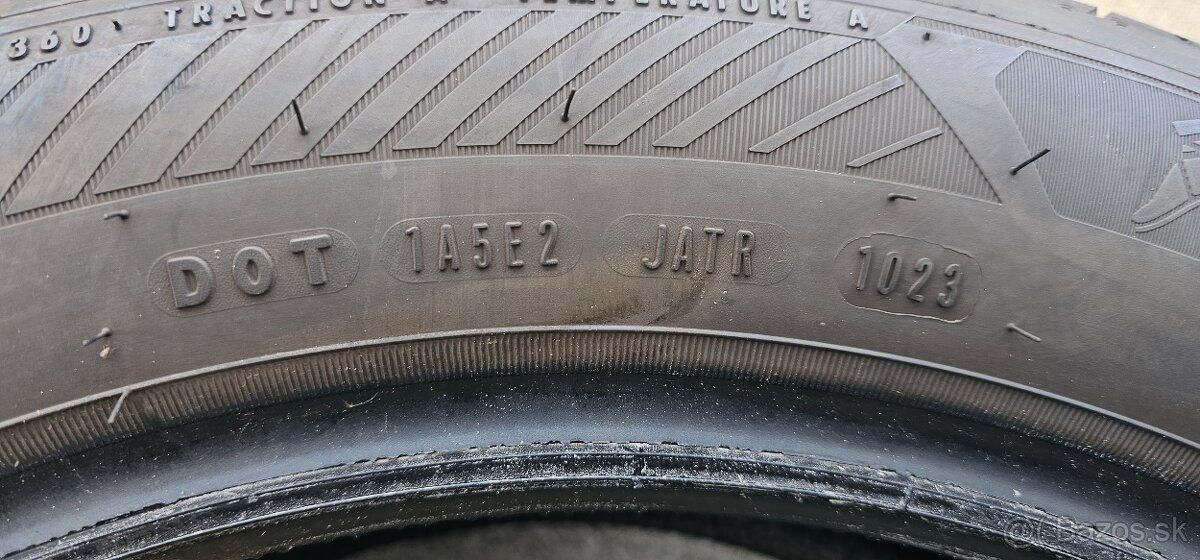 360 TRACTION A TEMPERATURE A
DOT 1A5E2 JATR 1023
Bazos.sk